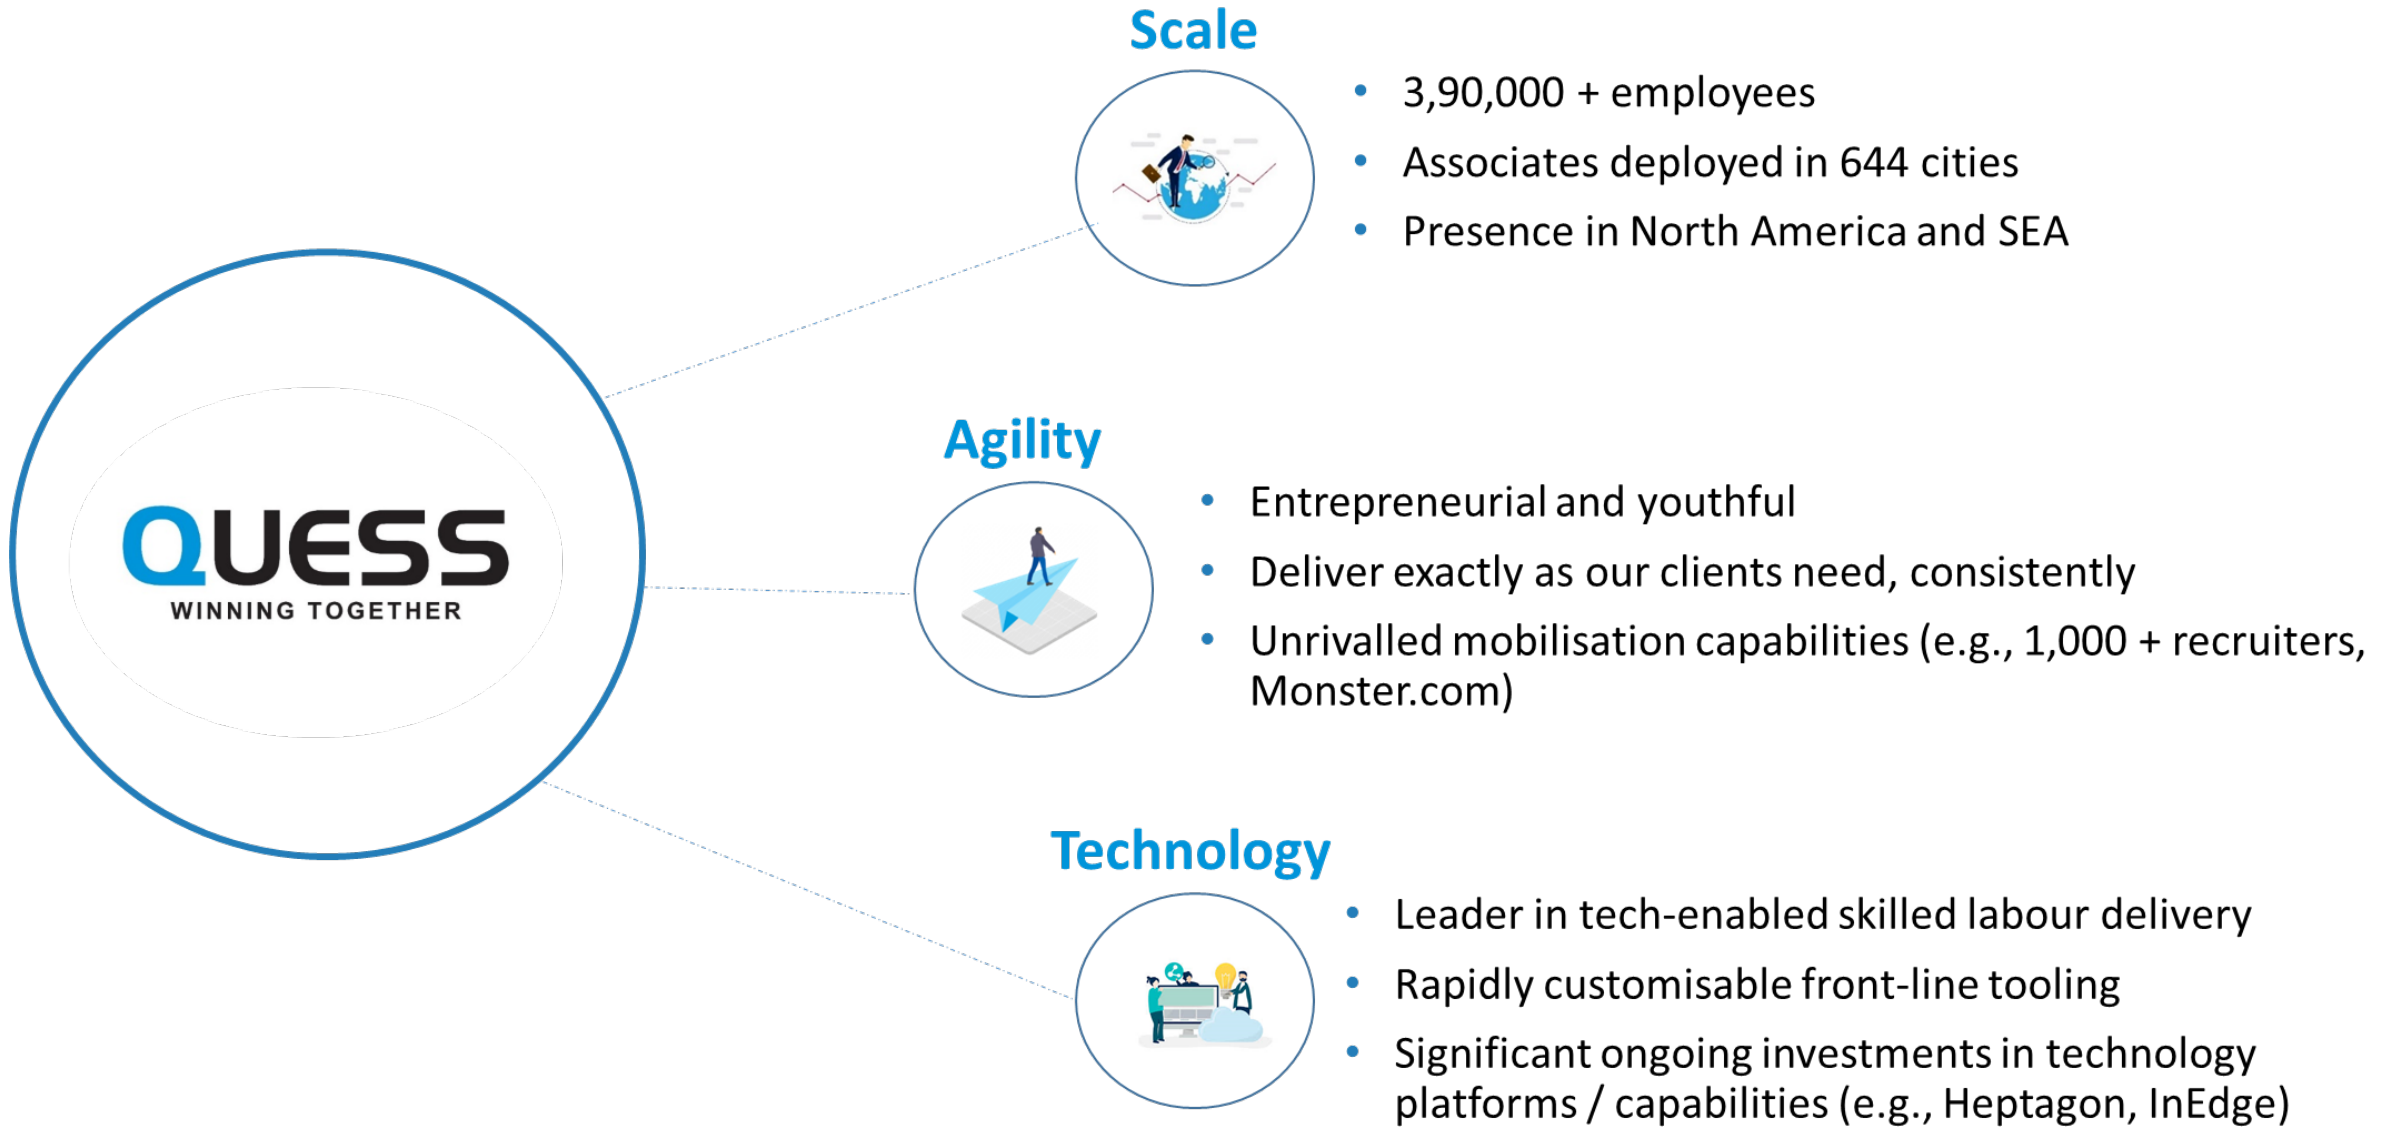 Scale
• 3,90,000 + employees
• Associates deployed in 644 cities
• Presence in North America and SEA
QUESS
WINNING TOGETHER
Agility
• Entrepreneurial and youthful
• Deliver exactly as our clients need, consistently
• Unrivalled mobilisation capabilities (e.g., 1,000 + recruiters,
Monster.com)
Technology
• Leader in tech-enabled skilled labour delivery
• Rapidly customisable front-line tooling
• Significant ongoing investments in technology
platforms / capabilities (e.g., Heptagon, InEdge)